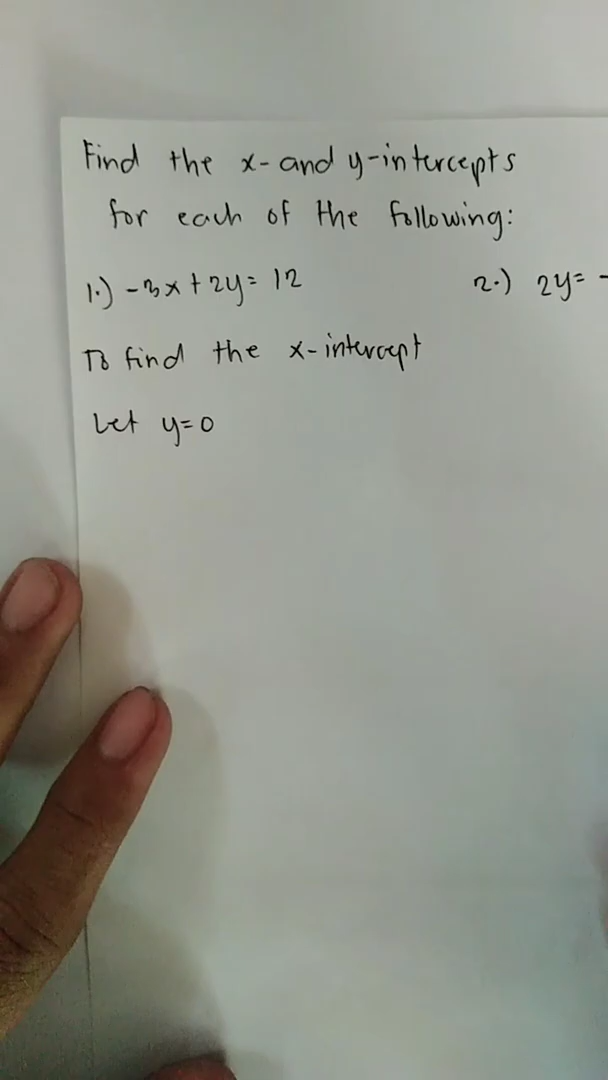 Find the x- and y-intercepts
for each of the following:
1.) -3x + 2y = 12 2.) 2y = -
To find the x-intercept
Let y=0